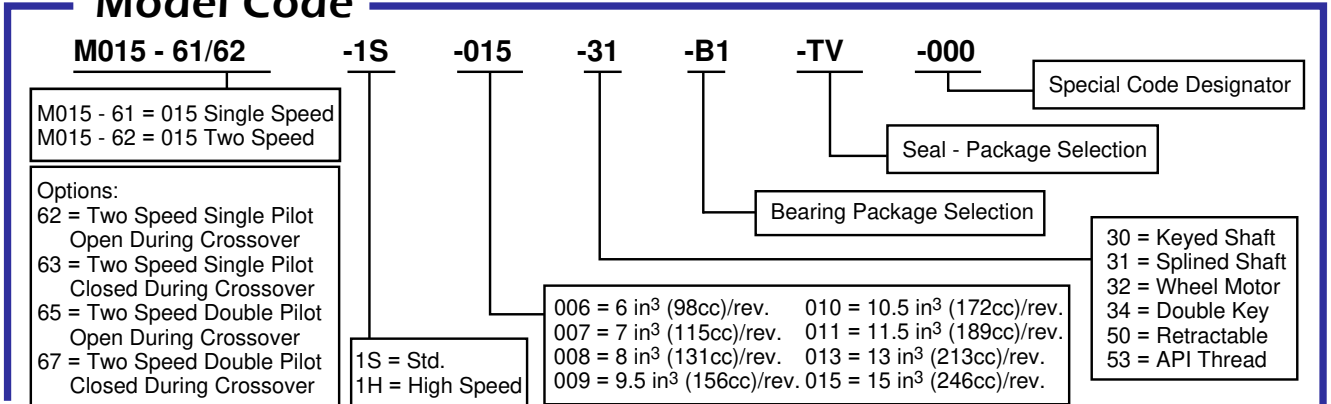 Model Code
M015 - 61/62 -1S -015 -31 -B1 -TV -000
Special Code Designator
M015 - 61 = 015 Single Speed
M015 - 62 = 015 Two Speed
Seal - Package Selection
Bearing Package Selection
Options:
62 = Two Speed Single Pilot
Open During Crossover
63 = Two Speed Single Pilot
Closed During Crossover
65 = Two Speed Double Pilot
Open During Crossover
67 = Two Speed Double Pilot
Closed During Crossover
1S = Std.
1H = High Speed
006 = 6 in³ (98cc)/rev. 010 = 10.5 in³ (172cc)/rev.
007 = 7 in³ (115cc)/rev. 011 = 11.5 in³ (189cc)/rev.
008 = 8 in³ (131cc)/rev. 013 = 13 in³ (213cc)/rev.
009 = 9.5 in³ (156cc)/rev. 015 = 15 in³ (246cc)/rev.
30 = Keyed Shaft
31 = Splined Shaft
32 = Wheel Motor
34 = Double Key
50 = Retractable
53 = API Thread